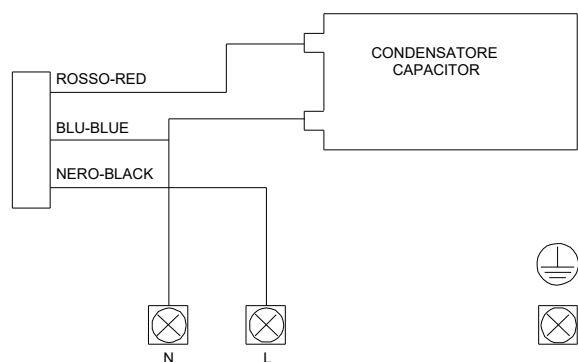 CONDENSATORE
CAPACITOR
ROSSO-RED
BLU-BLUE
NERO-BLACK
N
L